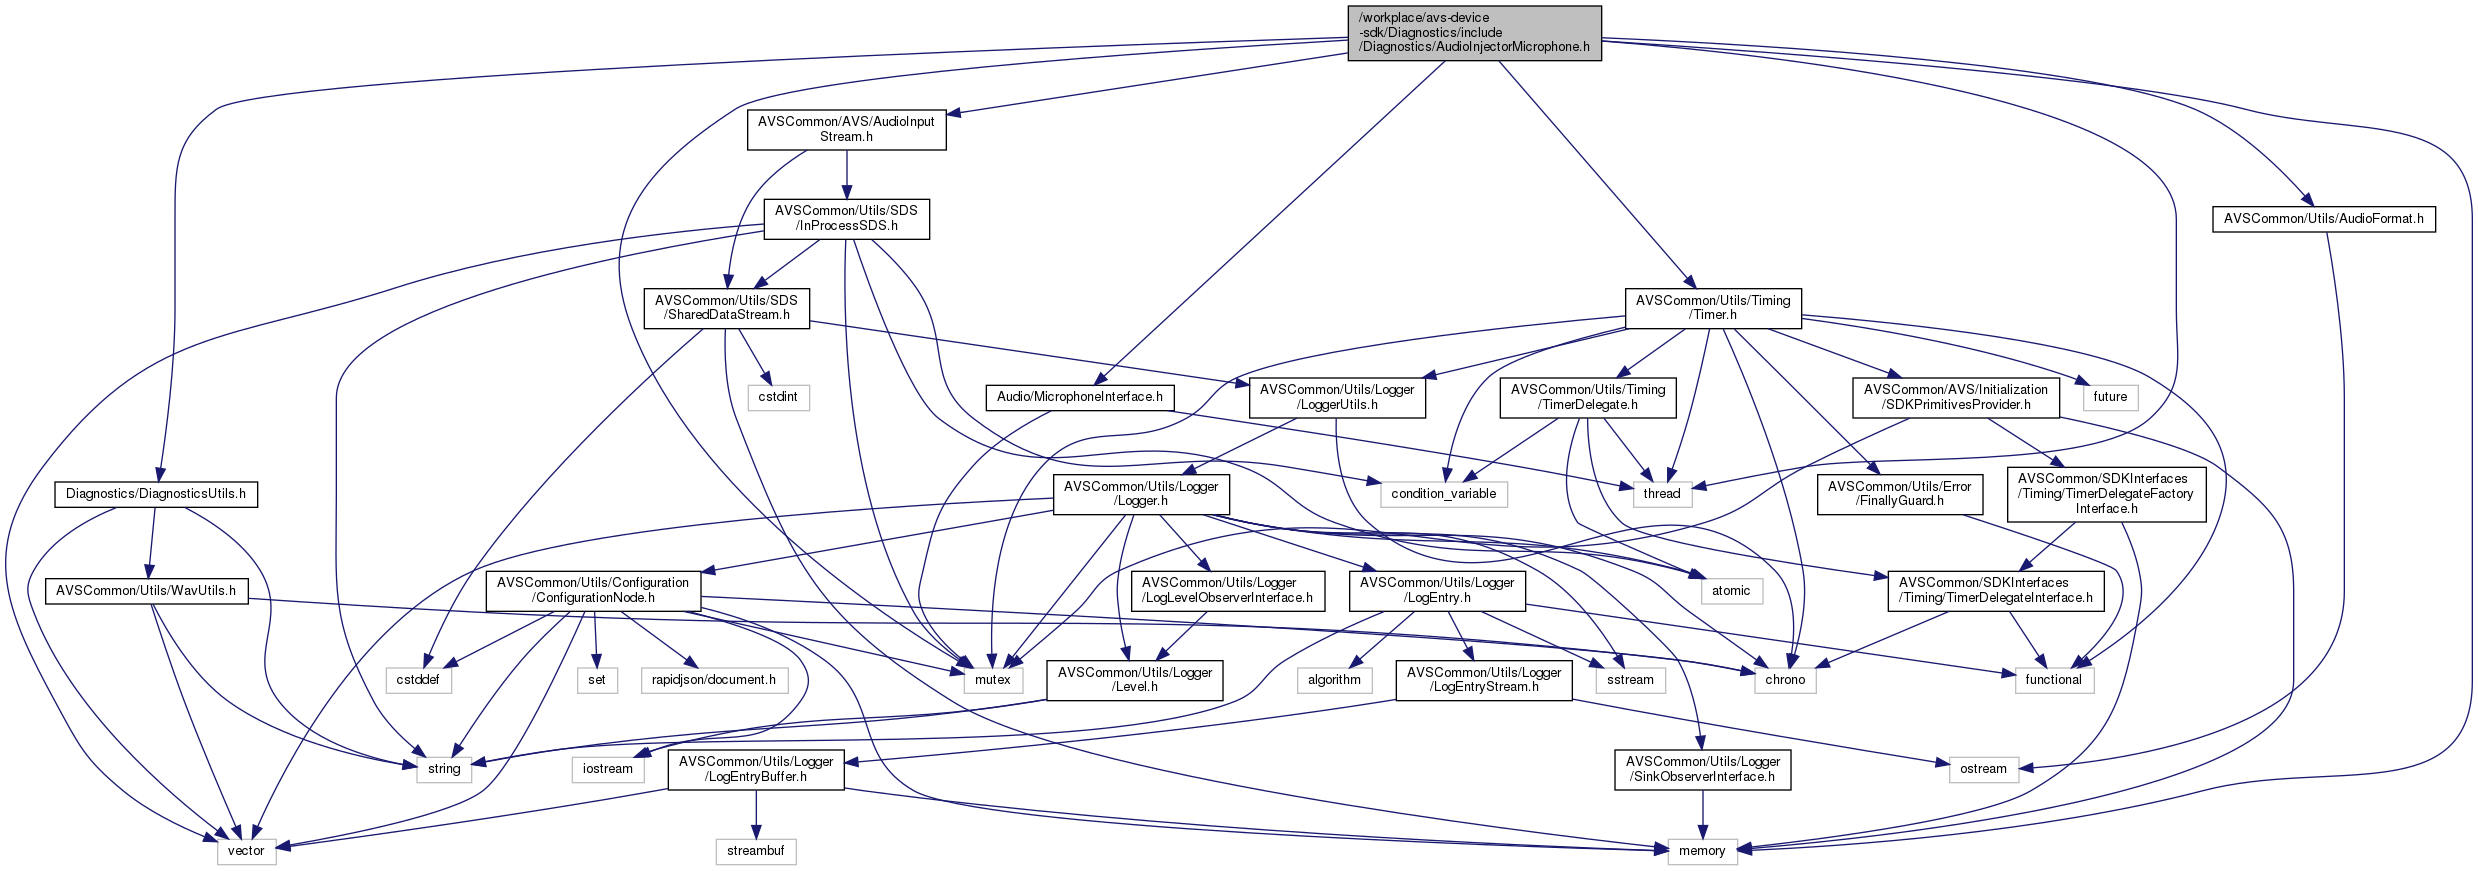 /workplace/avs-device
-sdk/Diagnostics/include
/Diagnostics/AudioInjectorMicrophone.h
AVSCommon/AVS/AudioInput
Stream.h
AVSCommon/Utils/SDS
/InProcessSDS.h
AVSCommon/Utils/AudioFormat.h
AVSCommon/Utils/SDS
/SharedDataStream.h
AVSCommon/Utils/Timing
/Timer.h
cstdint
Audio/MicrophoneInterface.h
AVSCommon/Utils/Logger
/LoggerUtils.h
AVSCommon/Utils/Timing
/TimerDelegate.h
AVSCommon/AVS/Initialization
/SDKPrimitivesProvider.h
future
Diagnostics/DiagnosticsUtils.h
AVSCommon/Utils/Logger
/Logger.h
condition_variable
thread
AVSCommon/Utils/Error
/FinallyGuard.h
AVSCommon/SDKInterfaces
/Timing/TimerDelegateFactory
Interface.h
AVSCommon/Utils/WavUtils.h
AVSCommon/Utils/Configuration
/ConfigurationNode.h
AVSCommon/Utils/Logger
/LogLevelObserverInterface.h
AVSCommon/Utils/Logger
/LogEntry.h
atomic
AVSCommon/SDKInterfaces
/Timing/TimerDelegateInterface.h
cstddef
set
rapidjson/document.h
mutex
AVSCommon/Utils/Logger
/Level.h
algorithm
AVSCommon/Utils/Logger
/LogEntryStream.h
sstream
chrono
functional
string
iostream
AVSCommon/Utils/Logger
/LogEntryBuffer.h
AVSCommon/Utils/Logger
/SinkObserverInterface.h
ostream
vector
streambuf
memory